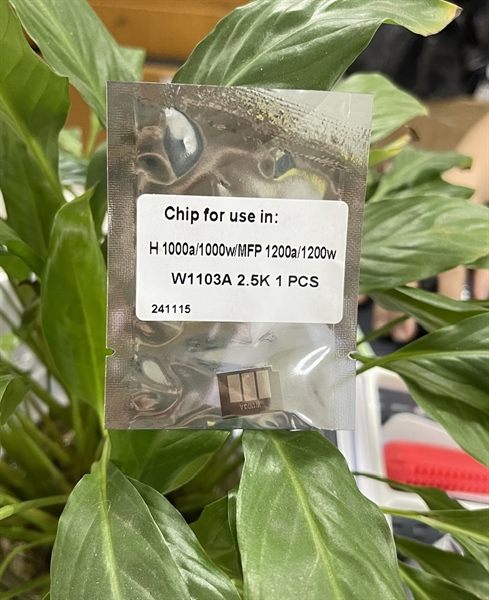 Chip for use in:
H 1000a/1000w/MFP 1200a/1200w
W1103A 2.5K 1 PCS
241115